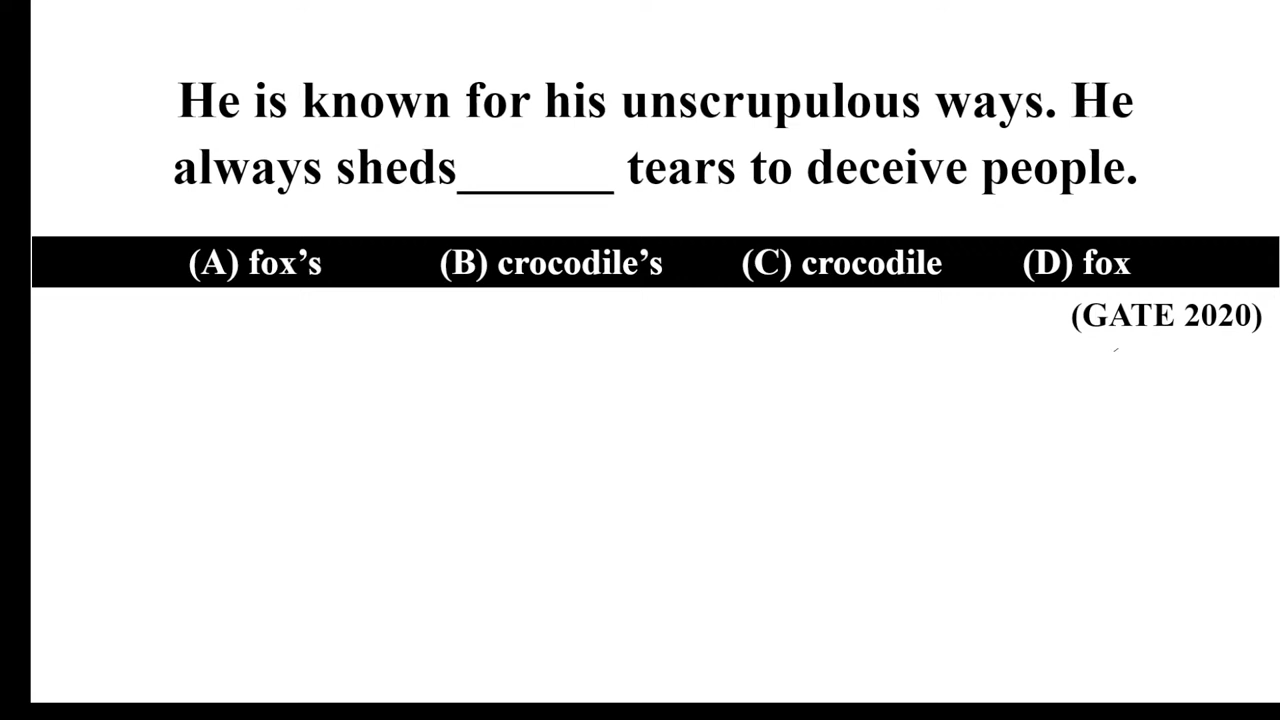 He is known for his unscrupulous ways. He
always sheds______ tears to deceive people.
(A) fox’s (B) crocodile’s (C) crocodile (D) fox
(GATE 2020)